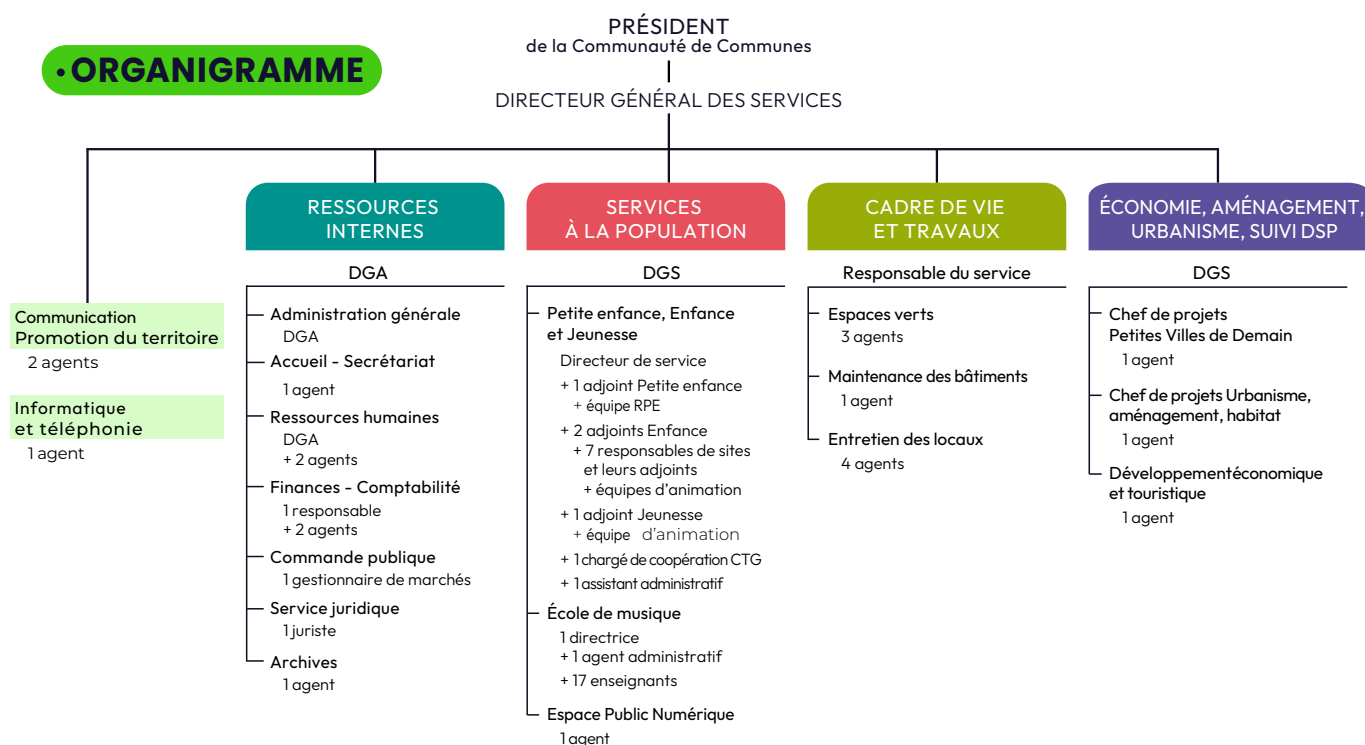 PRÉSIDENT
de la Communauté de Communes
• ORGANIGRAMME
DIRECTEUR GÉNÉRAL DES SERVICES
Communication
Promotion du territoire
2 agents
Informatique
et téléphonie
1 agent
RESSOURCES
INTERNES
DGA
Administration générale
DGA
Accueil - Secrétariat
1 agent
Ressources humaines
DGA
+ 2 agents
Finances - Comptabilité
1 responsable
+ 2 agents
Commande publique
1 gestionnaire de marchés
Service juridique
1 juriste
Archives
1 agent
SERVICES
À LA POPULATION
DGS
Petite enfance, Enfance
et Jeunesse
Directeur de service
+ 1 adjoint Petite enfance
+ équipe RPE
+ 2 adjoints Enfance
+ 7 responsables de sites
et leurs adjoints
+ équipes d'animation
+ 1 adjoint Jeunesse
+ équipe d'animation
+ 1 chargé de coopération CTG
+ 1 assistant administratif
École de musique
1 directrice
+ 1 agent administratif
+ 17 enseignants
Espace Public Numérique
1 agent
CADRE DE VIE
ET TRAVAUX
Responsable du service
Espaces verts
3 agents
Maintenance des bâtiments
1 agent
Entretien des locaux
4 agents
ÉCONOMIE, AMÉNAGEMENT,
URBANISME, SUIVI DSP
DGS
Chef de projets
Petites Villes de Demain
1 agent
Chef de projets Urbanisme,
aménagement, habitat
1 agent
Développementéconomique
et touristique
1 agent